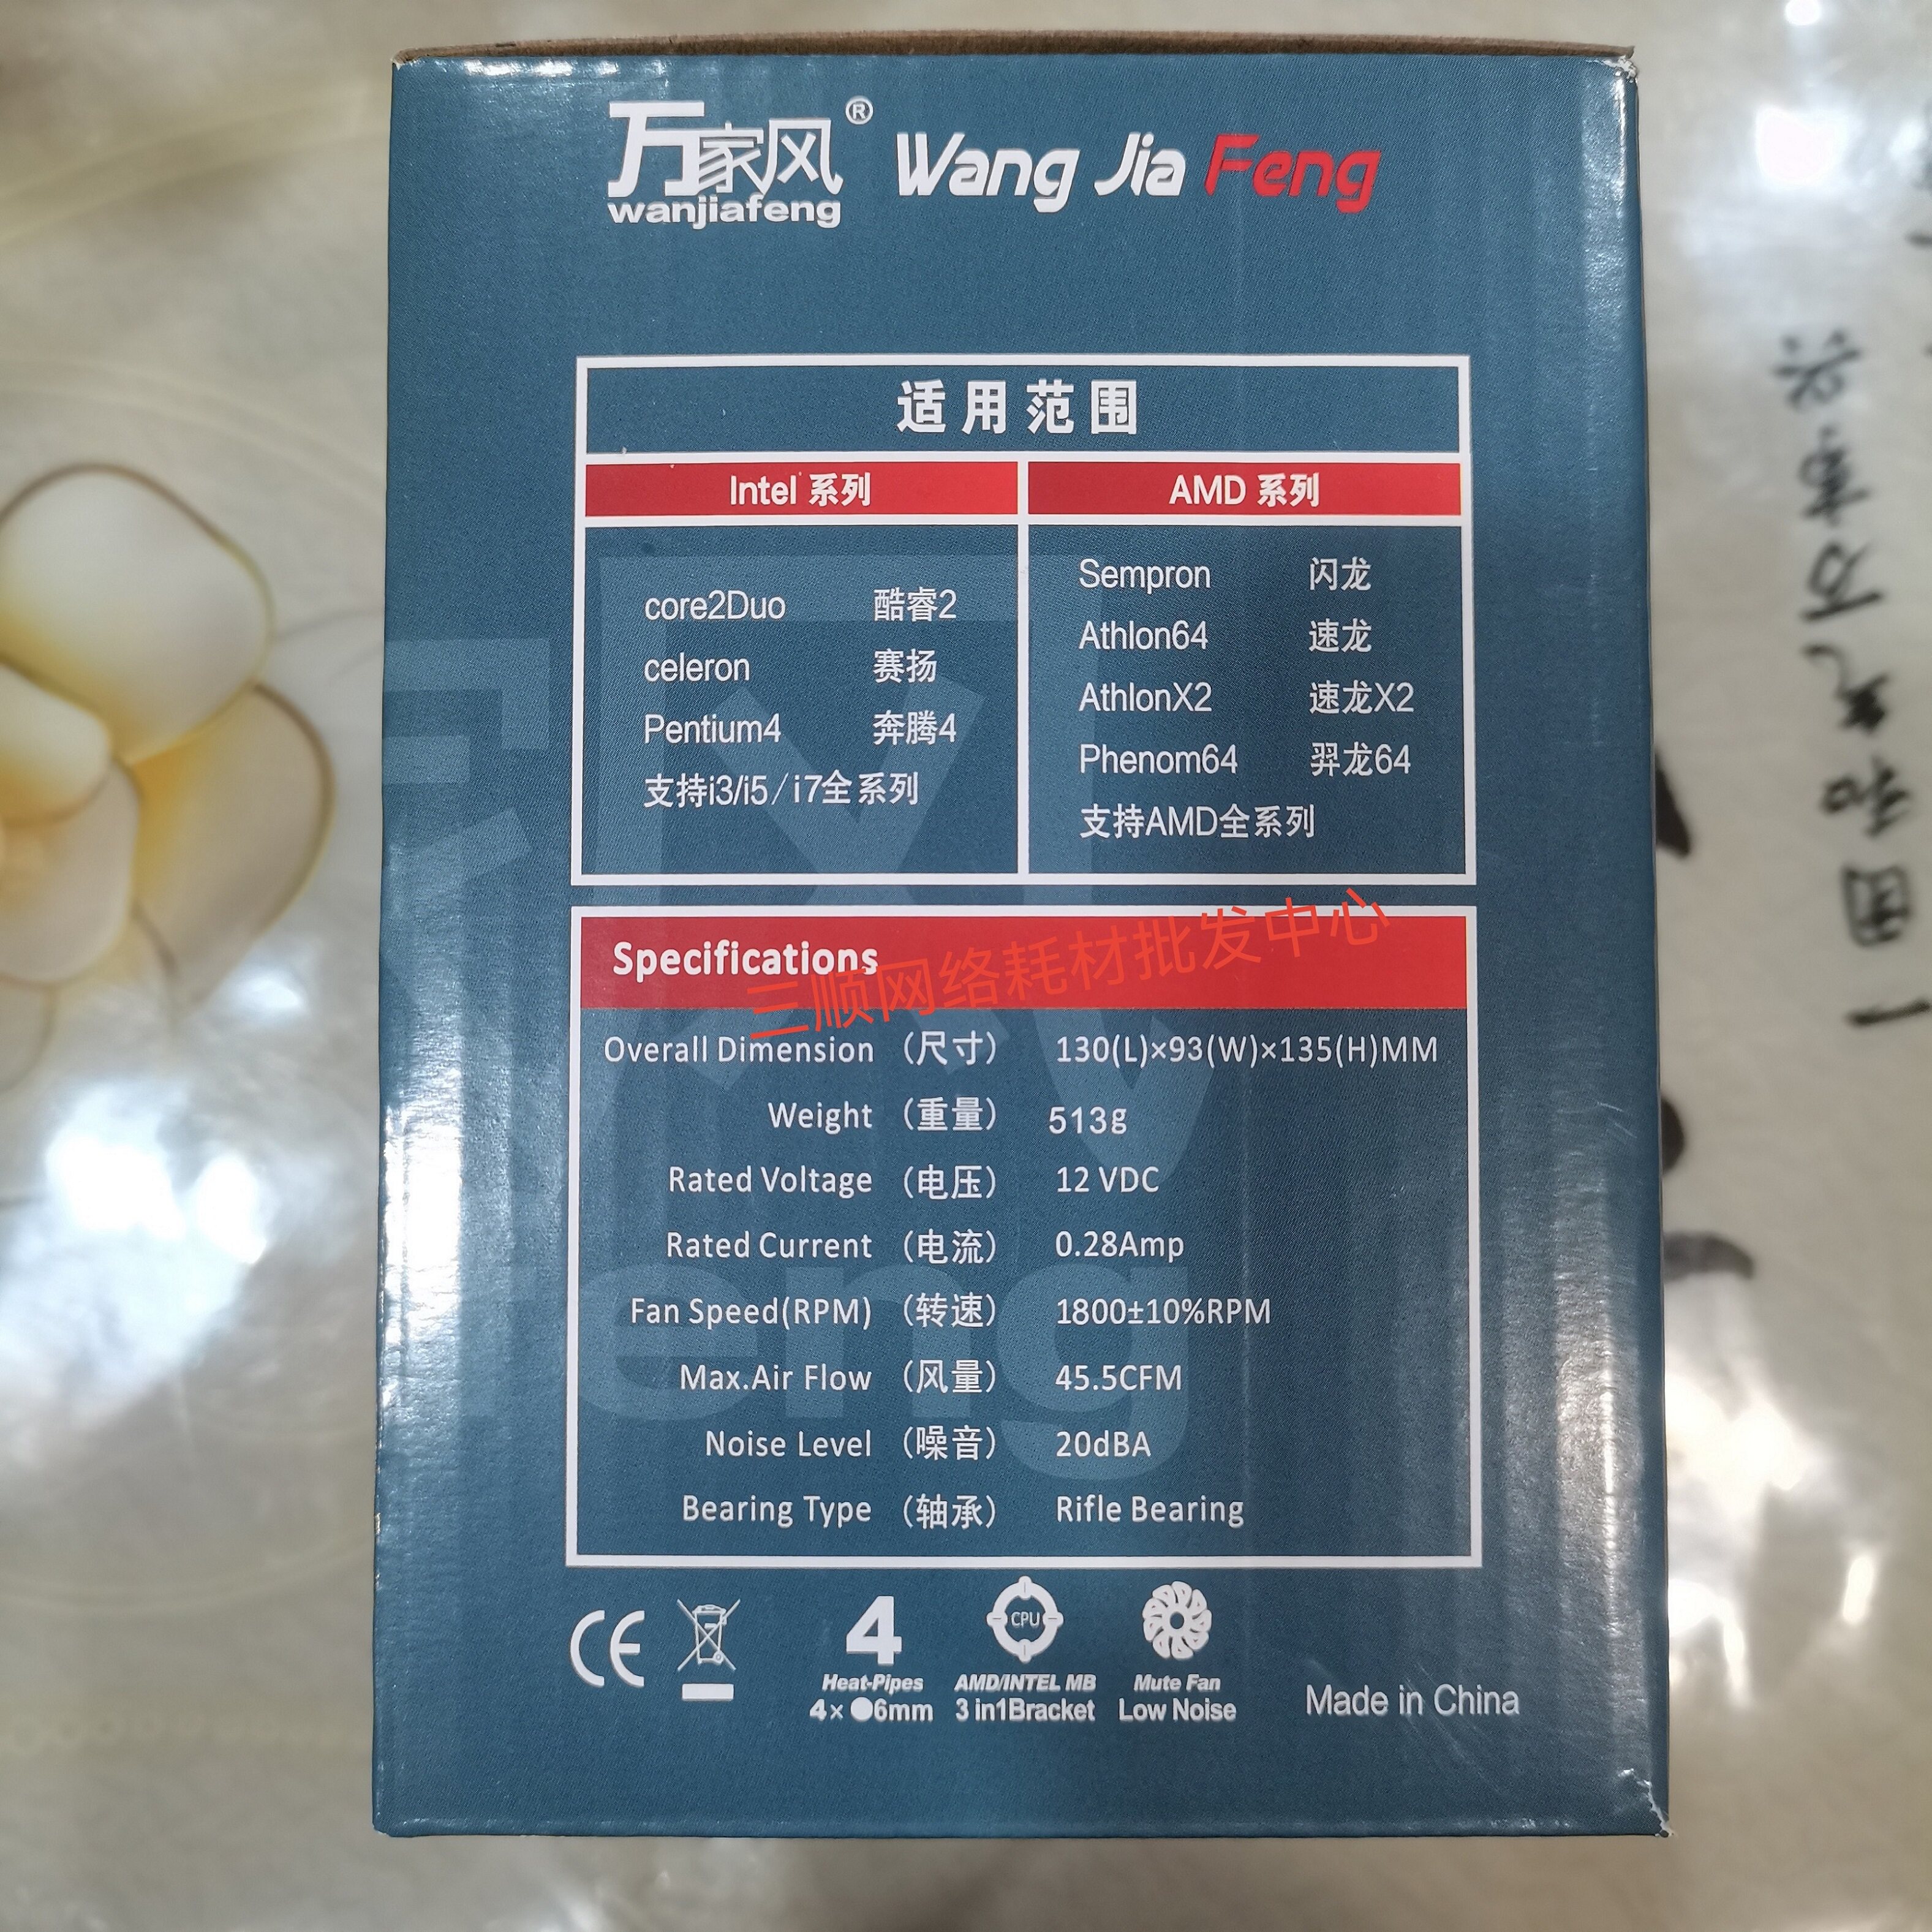 万家风®
wanjiafeng
Wang Jia Feng
适用范围
Intel 系列
AMD 系列
core2Duo 酷睿2
celeron 赛扬
Pentium4 奔腾4
支持i3/i5/i7全系列
Sempron 闪龙
Athlon64 速龙
AthlonX2 速龙X2
Phenom64 羿龙64
支持AMD全系列
Specifications
三顺网络耗材批发中心
Overall Dimension (尺寸) 130(L)×93(W)×135(H)MM
Weight (重量) 513g
Rated Voltage (电压) 12 VDC
Rated Current (电流) 0.28Amp
Fan Speed(RPM) (转速) 1800±10%RPM
Max.Air Flow (风量) 45.5CFM
Noise Level (噪音) 20dBA
Bearing Type (轴承) Rifle Bearing
CE
4
Heat-Pipes
4×●6mm
CPU
AMD/INTEL MB
3 in1Bracket
Mute Fan
Low Noise
Made in China
一团和气万事兴